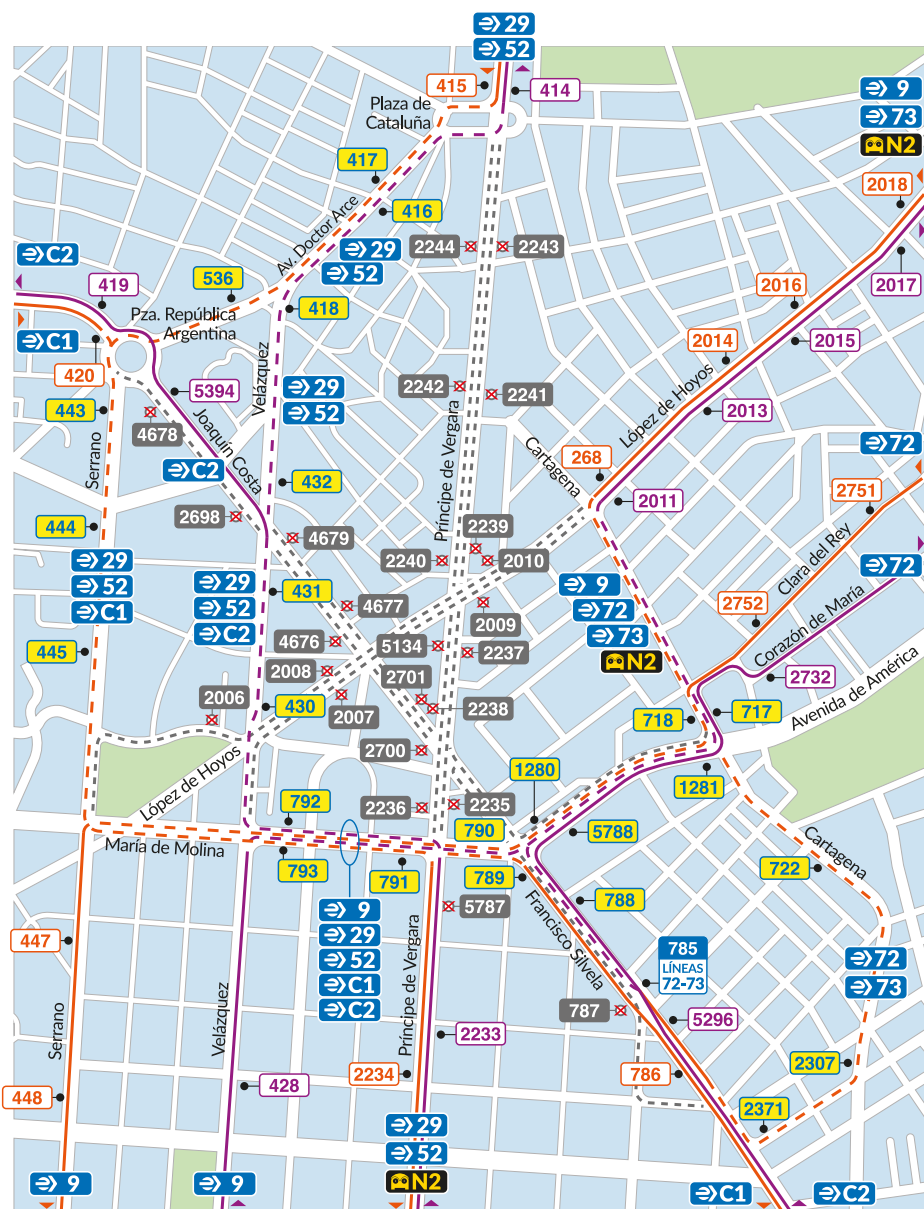 29
52
415
414
Plaza de
Cataluña
9
73
N2
417
416
2018
Av. Doctor Arce
29
52
2244
2243
C2
419
536
418
2016
2017
Pza. República
Argentina
C1
420
2014
2015
5394
Velázquez
29
52
2242
2241
López de Hoyos
2013
443
4678
Joaquín Costa
Serrano
C2
Príncipe de Vergara
Cartagena
268
72
432
2011
2751
444
2698
4679
2239
2240
2010
Clara del Rey
29
52
C1
29
52
C2
431
4677
9
72
73
N2
72
2009
2752
Corazón de María
445
4676
5134
2237
2008
2701
2732
2006
2007
2238
430
718
717
Avenida de América
López de Hoyos
2700
1280
1281
792
2236
2235
790
5788
María de Molina
793
791
789
722
Cartagena
788
5787
9
29
52
C1
C2
Francisco Silvela
447
785
LÍNEAS
72-73
72
73
Serrano
Velázquez
Príncipe de Vergara
787
5296
2233
448
428
2234
786
2307
2371
29
52
N2
9
9
C1
C2